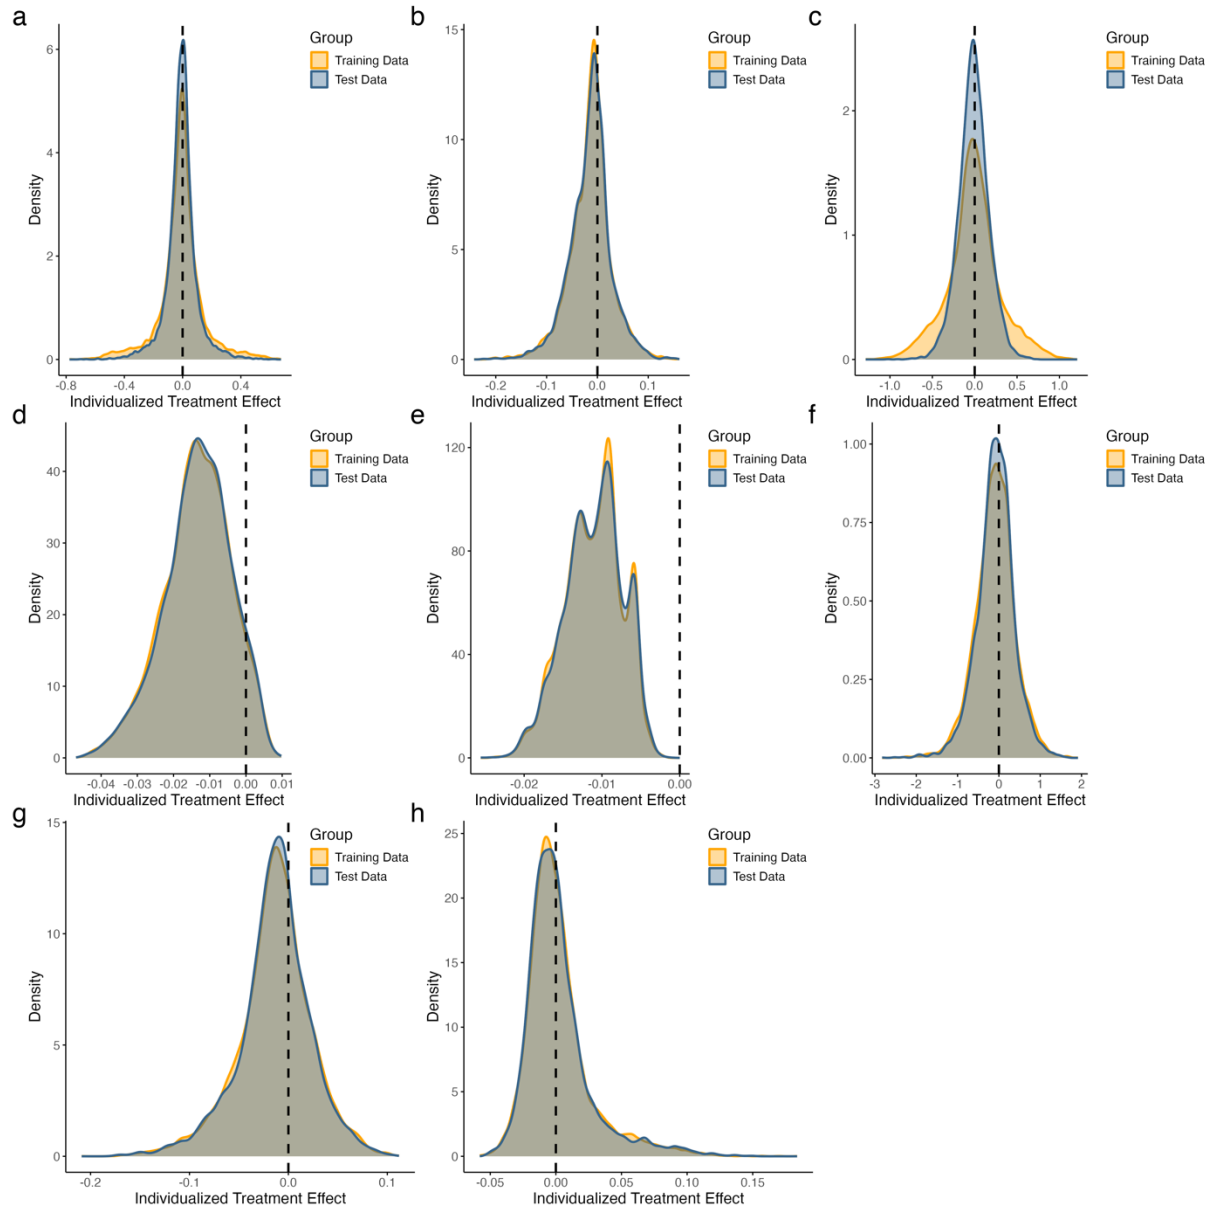 a
Group
Training Data
Test Data
6
4
2
0
Density
-0.8
-0.4
0.0
0.4
Individualized Treatment Effect
b
Group
Training Data
Test Data
15
10
5
0
Density
-0.2
-0.1
0.0
0.1
Individualized Treatment Effect
c
Group
Training Data
Test Data
2
1
0
Density
-1.0
-0.5
0.0
0.5
1.0
Individualized Treatment Effect
d
Group
Training Data
Test Data
40
30
20
10
0
Density
-0.04
-0.03
-0.02
-0.01
0.00
0.01
Individualized Treatment Effect
e
Group
Training Data
Test Data
120
80
40
0
Density
-0.02
-0.01
0.00
Individualized Treatment Effect
f
Group
Training Data
Test Data
1.00
0.75
0.50
0.25
0.00
Density
-3
-2
-1
0
1
2
Individualized Treatment Effect
g
Group
Training Data
Test Data
15
10
5
0
Density
-0.2
-0.1
0.0
0.1
Individualized Treatment Effect
h
Group
Training Data
Test Data
25
20
15
10
5
0
Density
-0.05
0.00
0.05
0.10
0.15
Individualized Treatment Effect